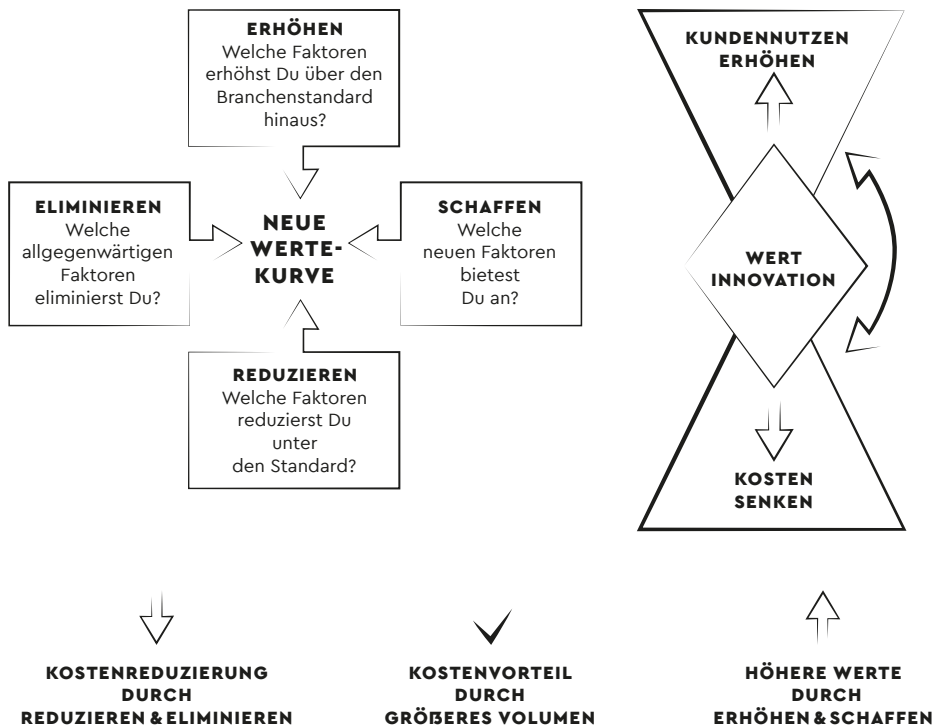 ERHÖHEN
Welche Faktoren
erhöhst Du über den
Branchenstandard
hinaus?
ELIMINIEREN
Welche
allgegenwärtigen
Faktoren
eliminierst Du?
NEUE
WERTE-
KURVE
SCHAFFEN
Welche
neuen Faktoren
bietest
Du an?
REDUZIEREN
Welche Faktoren
reduzierst Du
unter
den Standard?
KUNDENNUTZEN
ERHÖHEN
WERT
INNOVATION
KOSTEN
SENKEN
KOSTENREDUZIERUNG
DURCH
REDUZIEREN & ELIMINIEREN
KOSTENVORTEIL
DURCH
GRÖẞERES VOLUMEN
HÖHERE WERTE
DURCH
ERHÖHEN & SCHAFFEN